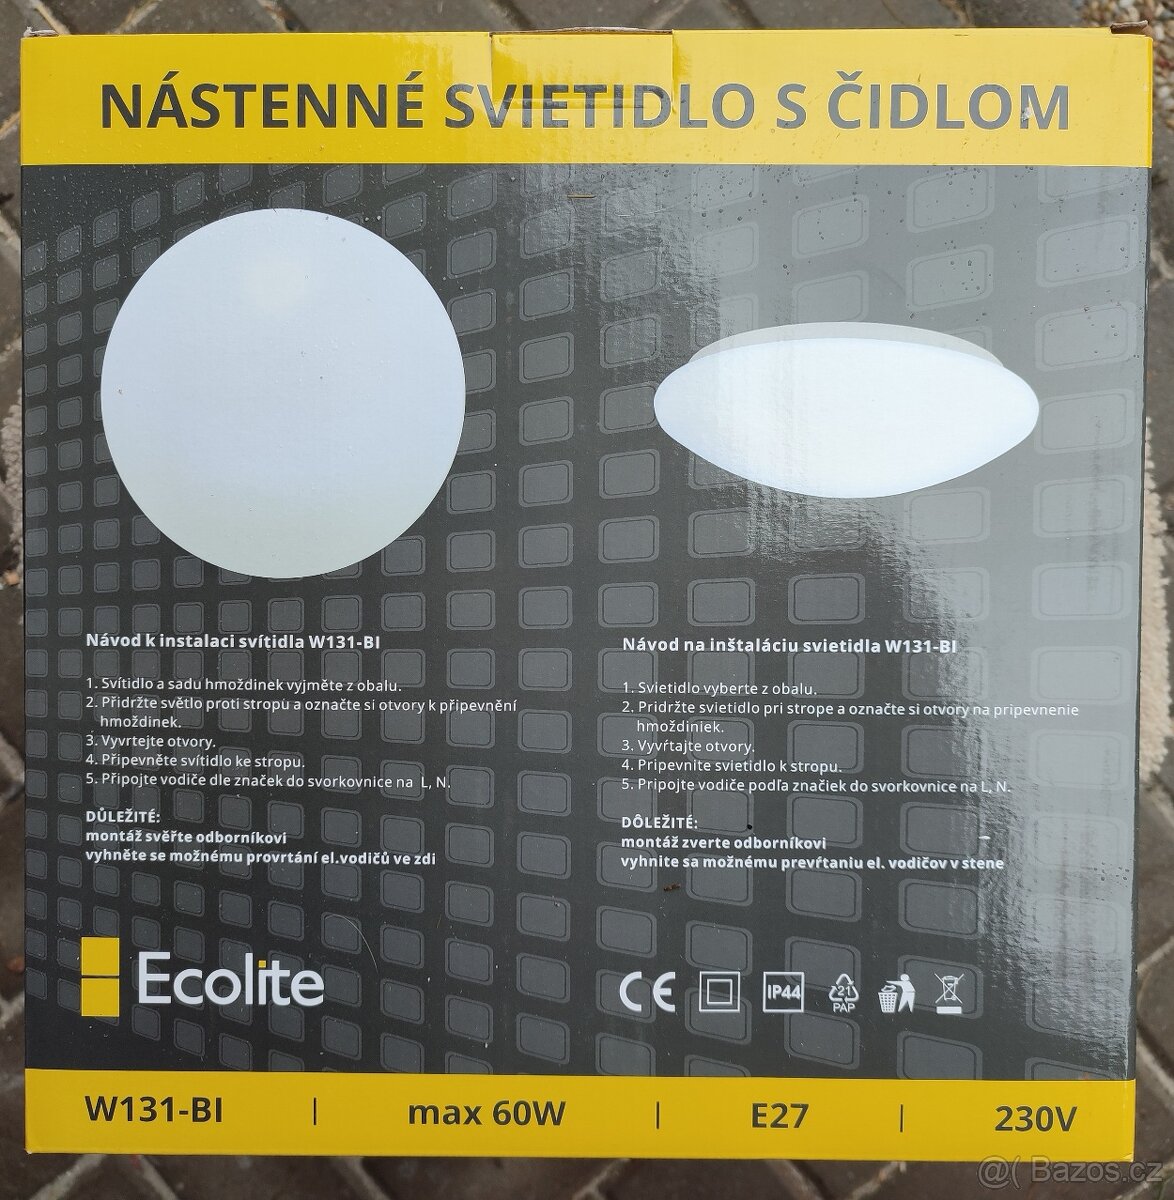 NÁSTENNÉ SVIETIDLO S ČIDLOM
Návod k instalaci svítidla W131-BI
1. Svítidlo a sadu hmoždinek vyjměte z obalu.
2. Přidržte světlo proti stropu a označte si otvory k připevnění
hmoždinek.
3. Vyvrtejte otvory.
4. Připevněte svítidlo ke stropu.
5. Připojte vodiče dle značek do svorkovnice na L, N.
DŮLEŽITÉ:
montáž svěřte odborníkovi
vyhněte se možnému provrtání el.vodičů ve zdi
Návod na inštaláciu svietidla W131-BI
1. Svietidlo vyberte z obalu.
2. Pridržte svietidlo pri strope a označte si otvory na pripevnenie
hmoždiniek.
3. Vyvŕtajte otvory.
4. Pripevnite svietidlo k stropu.
5. Pripojte vodiče podľa značiek do svorkovnice na L, N.
DÔLEŽITÉ:
montáž zverte odborníkovi
vyhnite sa možnému prevŕtaniu el. vodičov v stene
Ecolite
CE
IP44
21
PAP
W131-BI | max 60W | E27 | 230V
@( Bazos.cz